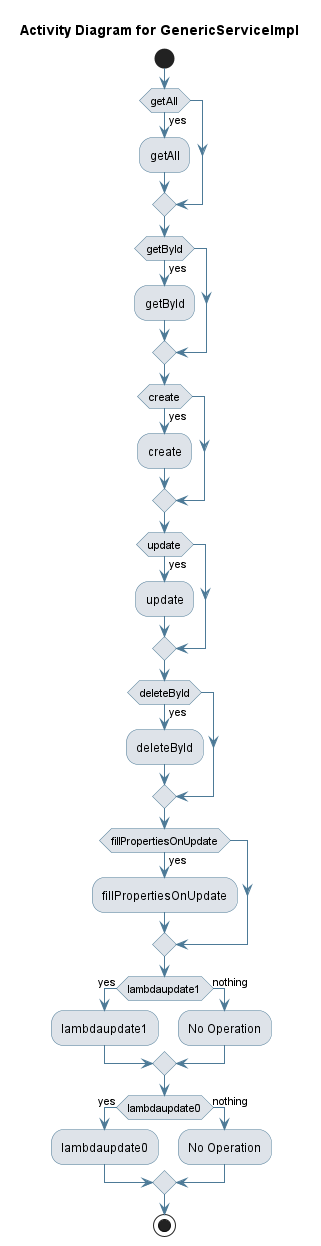 Activity Diagram for GenericServiceImpl
getAll
yes
getAll
getById
yes
getById
create
yes
create
update
yes
update
deleteById
yes
deleteById
fillPropertiesOnUpdate
yes
fillPropertiesOnUpdate
yes lambdaupdate1 nothing
lambdaupdate1 No Operation
yes lambdaupdate0 nothing
lambdaupdate0 No Operation